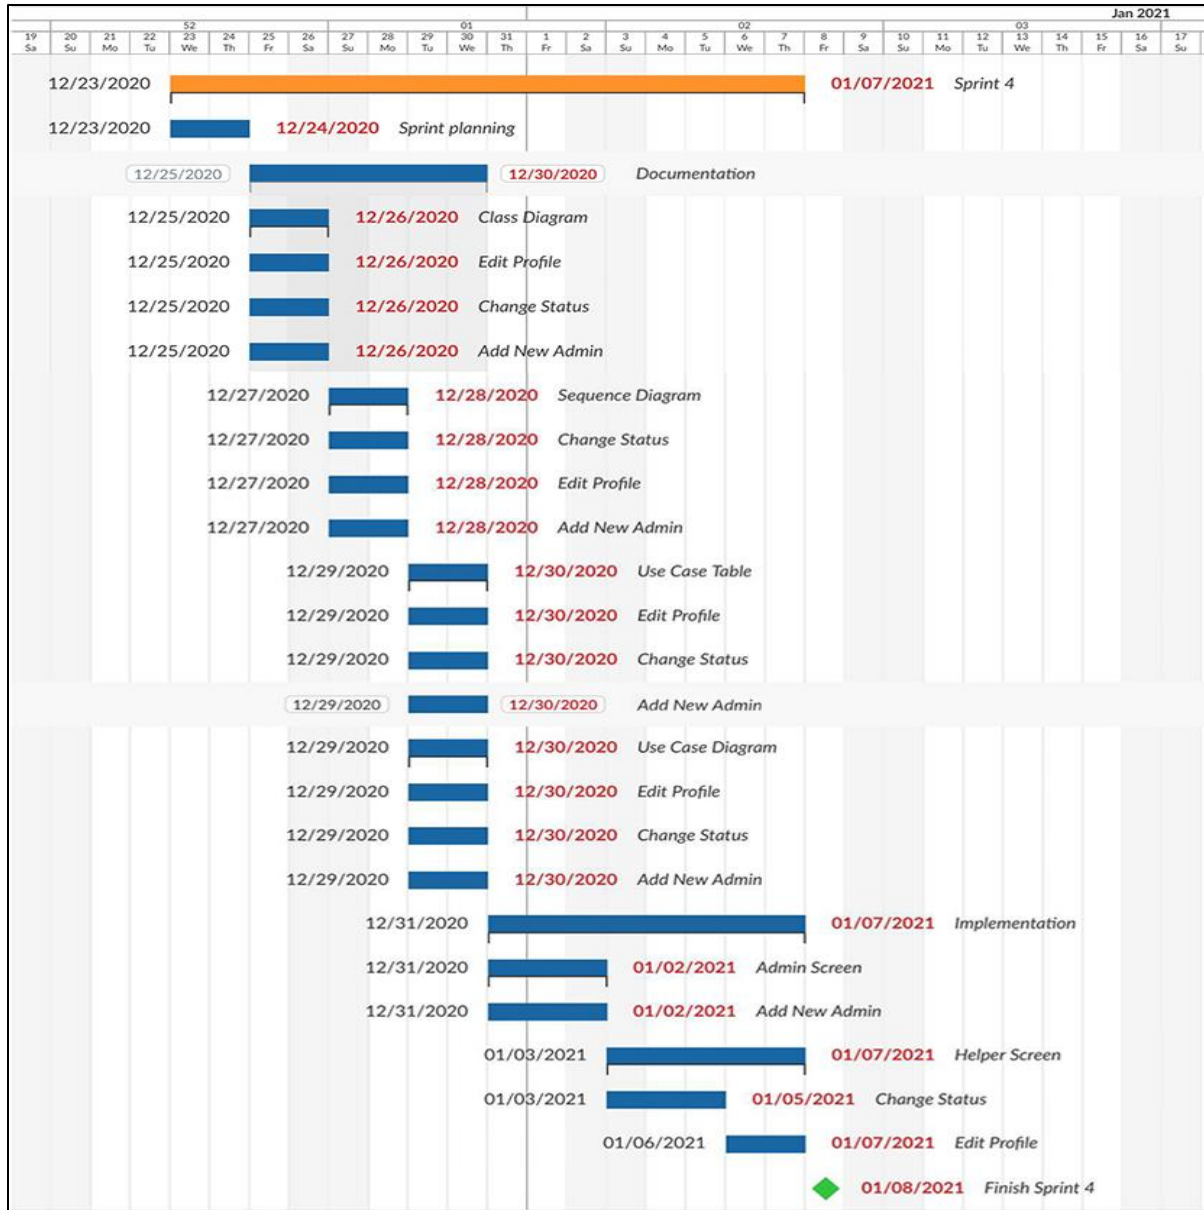 Jan 2021
52 01 02 03
19 20 21 22 23 24 25 26 27 28 29 30 31 1 2 3 4 5 6 7 8 9 10 11 12 13 14 15 16 17
Sa Su Mo Tu We Th Fr Sa Su Mo Tu We Th Fr Sa Su Mo Tu We Th Fr Sa Su Mo Tu We Th Fr Sa Su
12/23/2020 01/07/2021 Sprint 4
12/23/2020 12/24/2020 Sprint planning
12/25/2020 12/30/2020 Documentation
12/25/2020 12/26/2020 Class Diagram
12/25/2020 12/26/2020 Edit Profile
12/25/2020 12/26/2020 Change Status
12/25/2020 12/26/2020 Add New Admin
12/27/2020 12/28/2020 Sequence Diagram
12/27/2020 12/28/2020 Change Status
12/27/2020 12/28/2020 Edit Profile
12/27/2020 12/28/2020 Add New Admin
12/29/2020 12/30/2020 Use Case Table
12/29/2020 12/30/2020 Edit Profile
12/29/2020 12/30/2020 Change Status
12/29/2020 12/30/2020 Add New Admin
12/29/2020 12/30/2020 Use Case Diagram
12/29/2020 12/30/2020 Edit Profile
12/29/2020 12/30/2020 Change Status
12/29/2020 12/30/2020 Add New Admin
12/31/2020 01/07/2021 Implementation
12/31/2020 01/02/2021 Admin Screen
12/31/2020 01/02/2021 Add New Admin
01/03/2021 01/07/2021 Helper Screen
01/03/2021 01/05/2021 Change Status
01/06/2021 01/07/2021 Edit Profile
01/08/2021 Finish Sprint 4